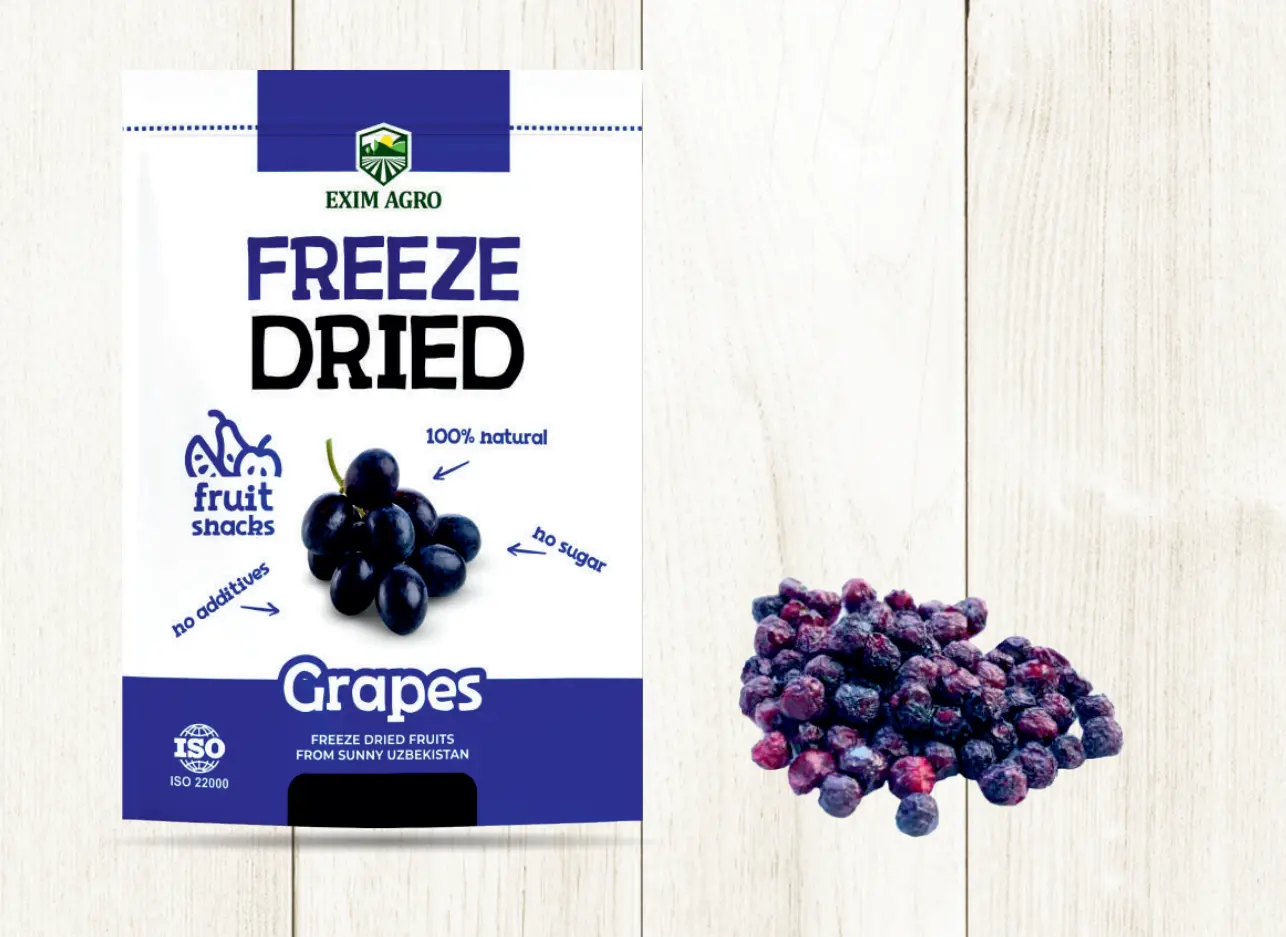 EXIM AGRO
FREEZE
DRIED
100% natural
fruit
snacks
no sugar
no additives
Grapes
FREEZE DRIED FRUITS
FROM SUNNY UZBEKISTAN
ISO
ISO 22000